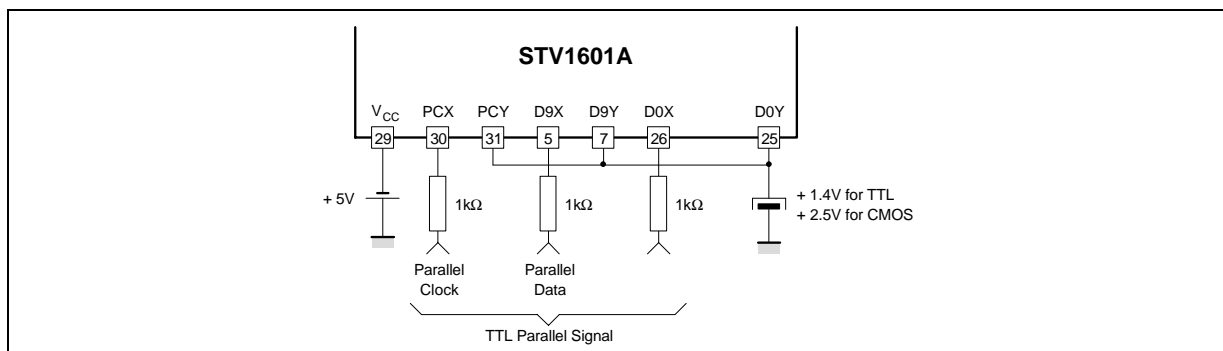 STV1601A
VCC PCX PCY D9X D9Y D0X D0Y
29 30 31 5 7 26 25
+ 5V 1kΩ 1kΩ 1kΩ + 1.4V for TTL
+ 2.5V for CMOS
Parallel Parallel
Clock Data
TTL Parallel Signal